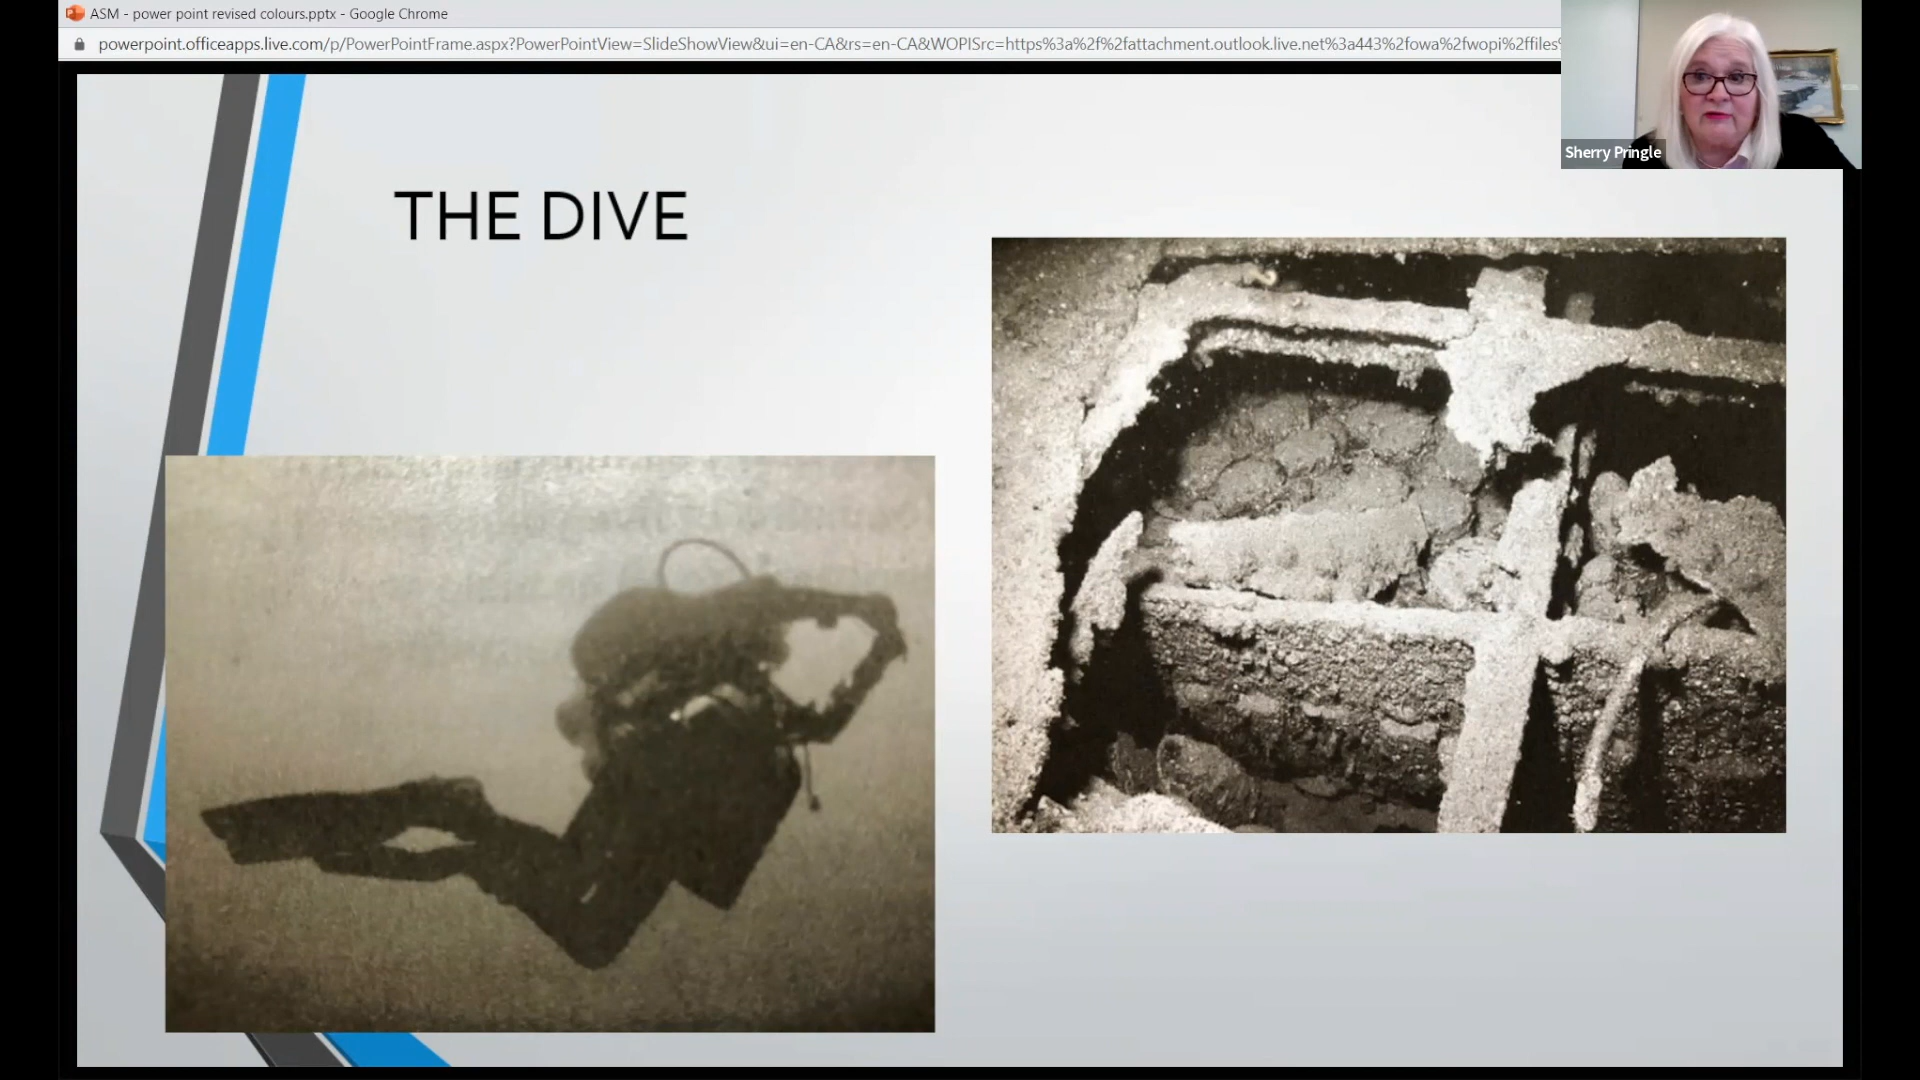 ASM - power point revised colours.pptx - Google Chrome
powerpoint.officeapps.live.com/p/PowerPointFrame.aspx?PowerPointView=SlideShowView&ui=en-CA&rs=en-CA&WOPISrc=https%3a%2f%2fattachment.outlook.live.net%3a443%2fowa%2fwopi%2ffiles%
Sherry Pringle
THE DIVE